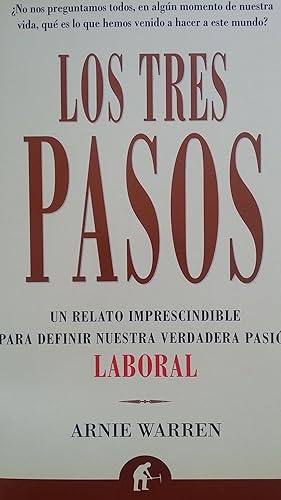 ¿No nos preguntamos todos, en algún momento de nuestra
vida, qué es lo que hemos venido a hacer a este mundo?
LOS TRES
PASOS
UN RELATO IMPRESCINDIBLE
PARA DEFINIR NUESTRA VERDADERA PASIÓ
LABORAL
ARNIE WARREN